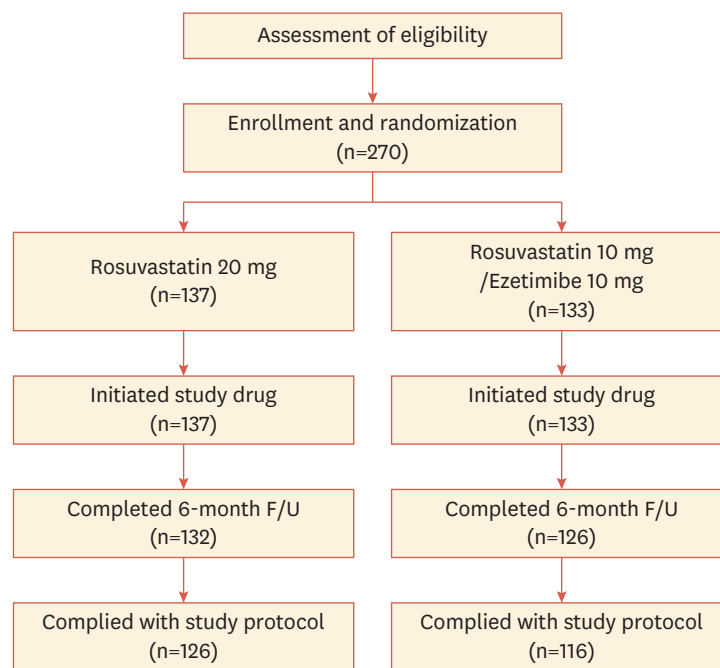 Assessment of eligibility
Enrollment and randomization
(n=270)
Rosuvastatin 20 mg
(n=137)
Rosuvastatin 10 mg
/Ezetimibe 10 mg
(n=133)
Initiated study drug
(n=137)
Initiated study drug
(n=133)
Completed 6-month F/U
(n=132)
Completed 6-month F/U
(n=126)
Complied with study protocol
(n=126)
Complied with study protocol
(n=116)